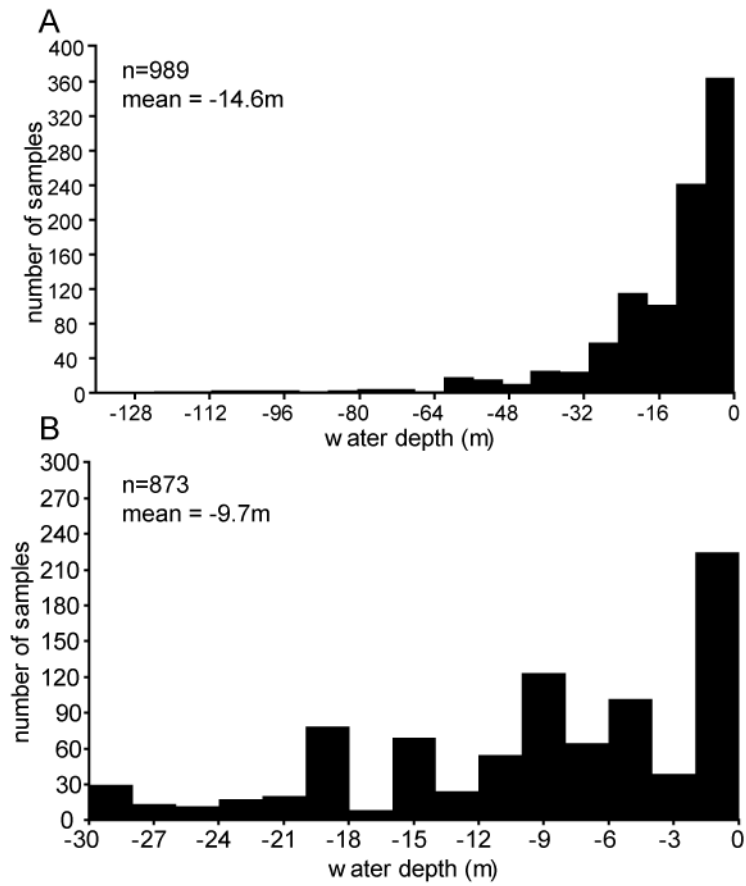 A
number of samples
400
360
320
280
240
200
160
120
80
40
0
n=989
mean = -14.6m
-128 -112 -96 -80 -64 -48 -32 -16 0
water depth (m)
B
number of samples
300
270
240
210
180
150
120
90
60
30
0
n=873
mean = -9.7m
-30 -27 -24 -21 -18 -15 -12 -9 -6 -3 0
water depth (m)